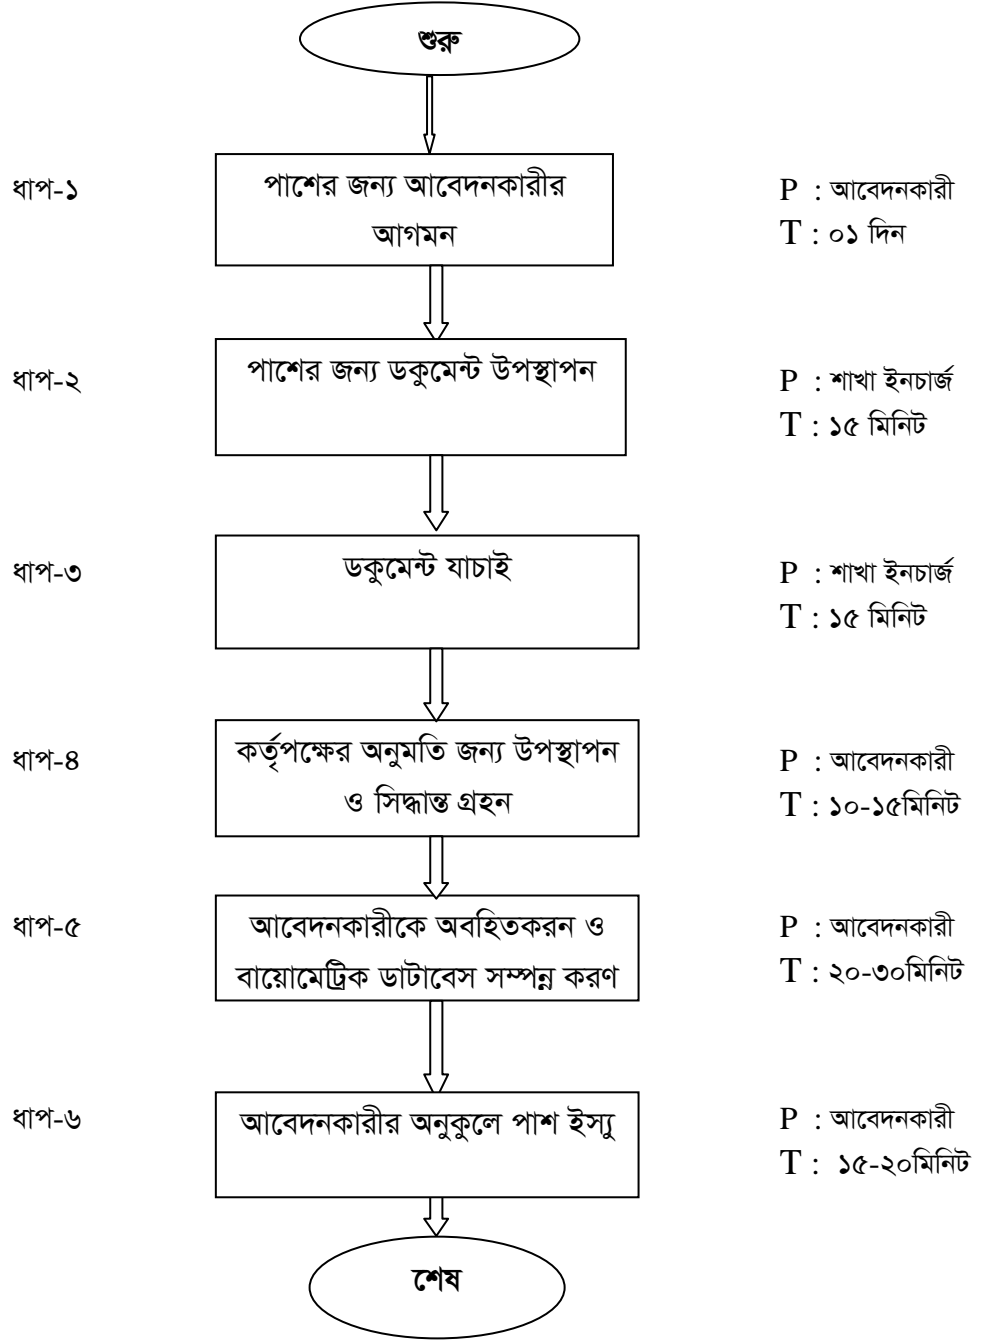 শুরু
ধাপ-১
পাশের জন্য আবেদনকারীর
আগমন
P : আবেদনকারী
T : ০১ দিন
ধাপ-২
পাশের জন্য ডকুমেন্ট উপস্থাপন
P : শাখা ইনচার্জ
T : ১৫ মিনিট
ধাপ-৩
ডকুমেন্ট যাচাই
P : শাখা ইনচার্জ
T : ১৫ মিনিট
ধাপ-৪
কর্তৃপক্ষের অনুমতি জন্য উপস্থাপন
ও সিদ্ধান্ত গ্রহন
P : আবেদনকারী
T : ১০-১৫মিনিট
ধাপ-৫
আবেদনকারীকে অবহিতকরন ও
বায়োমেট্রিক ডাটাবেস সম্পন্ন করণ
P : আবেদনকারী
T : ২০-৩০মিনিট
ধাপ-৬
আবেদনকারীর অনুকুলে পাশ ইস্যু
P : আবেদনকারী
T : ১৫-২০মিনিট
শেষ